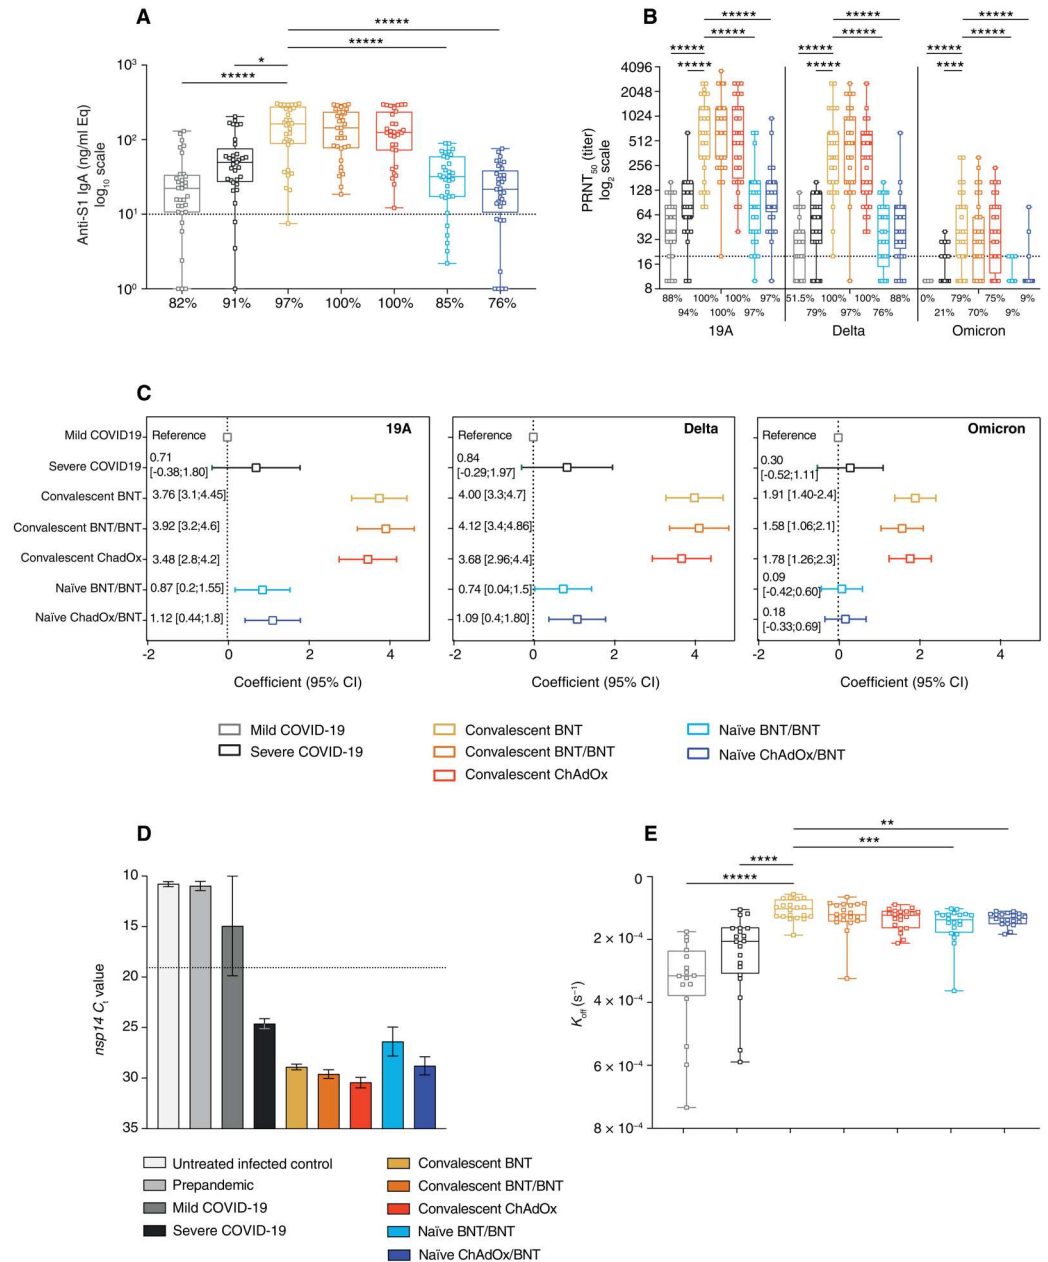 A
*****
*****
*
*****
10³
10²
10¹
10⁰
Anti-S1 IgA (ng/ml Eq)
log₁₀ scale
82% 91% 97% 100% 100% 85% 76%
B
*****
*****
*****
*****
*****
*****
*****
*****
*****
*****
*****
****
4096
2048
1024
512
256
128
64
32
16
8
PRNT₅₀ (titer)
log₂ scale
88% 100% 100% 97% 51.5% 100% 100% 88% 0% 79% 75% 9%
94% 100% 97% 79% 97% 76% 21% 70% 9%
19A Delta Omicron
C
Mild COVID19
Severe COVID19
Convalescent BNT
Convalescent BNT/BNT
Convalescent ChadOx
Naïve BNT/BNT
Naïve ChadOx/BNT
19A
Reference
0.71
[-0.38;1.80]
3.76 [3.1;4.45]
3.92 [3.2;4.6]
3.48 [2.8;4.2]
0.87 [0.2;1.55]
1.12 [0.44;1.8]
-2 0 2 4
Coefficient (95% CI)
Delta
Reference
0.84
[-0.29;1.97]
4.00 [3.3;4.7]
4.12 [3.4;4.86]
3.68 [2.96;4.4]
0.74 [0.04;1.5]
1.09 [0.4;1.80]
-2 0 2 4
Coefficient (95% CI)
Omicron
Reference
0.30
[-0.52;1.11]
1.91 [1.40-2.4]
1.58 [1.06;2.1]
1.78 [1.26;2.3]
0.09
[-0.42;0.60]
0.18
[-0.33;0.69]
-2 0 2 4
Coefficient (95% CI)
Mild COVID-19
Severe COVID-19
Convalescent BNT
Convalescent BNT/BNT
Convalescent ChAdOx
Naïve BNT/BNT
Naïve ChAdOx/BNT
D
10
15
20
25
30
35
nsp14 Cₜ value
Untreated infected control
Prepandemic
Mild COVID-19
Severe COVID-19
Convalescent BNT
Convalescent BNT/BNT
Convalescent ChAdOx
Naïve BNT/BNT
Naïve ChAdOx/BNT
E
**
***
****
*****
0
2 × 10⁻⁴
4 × 10⁻⁴
6 × 10⁻⁴
8 × 10⁻⁴
K off (s⁻¹)